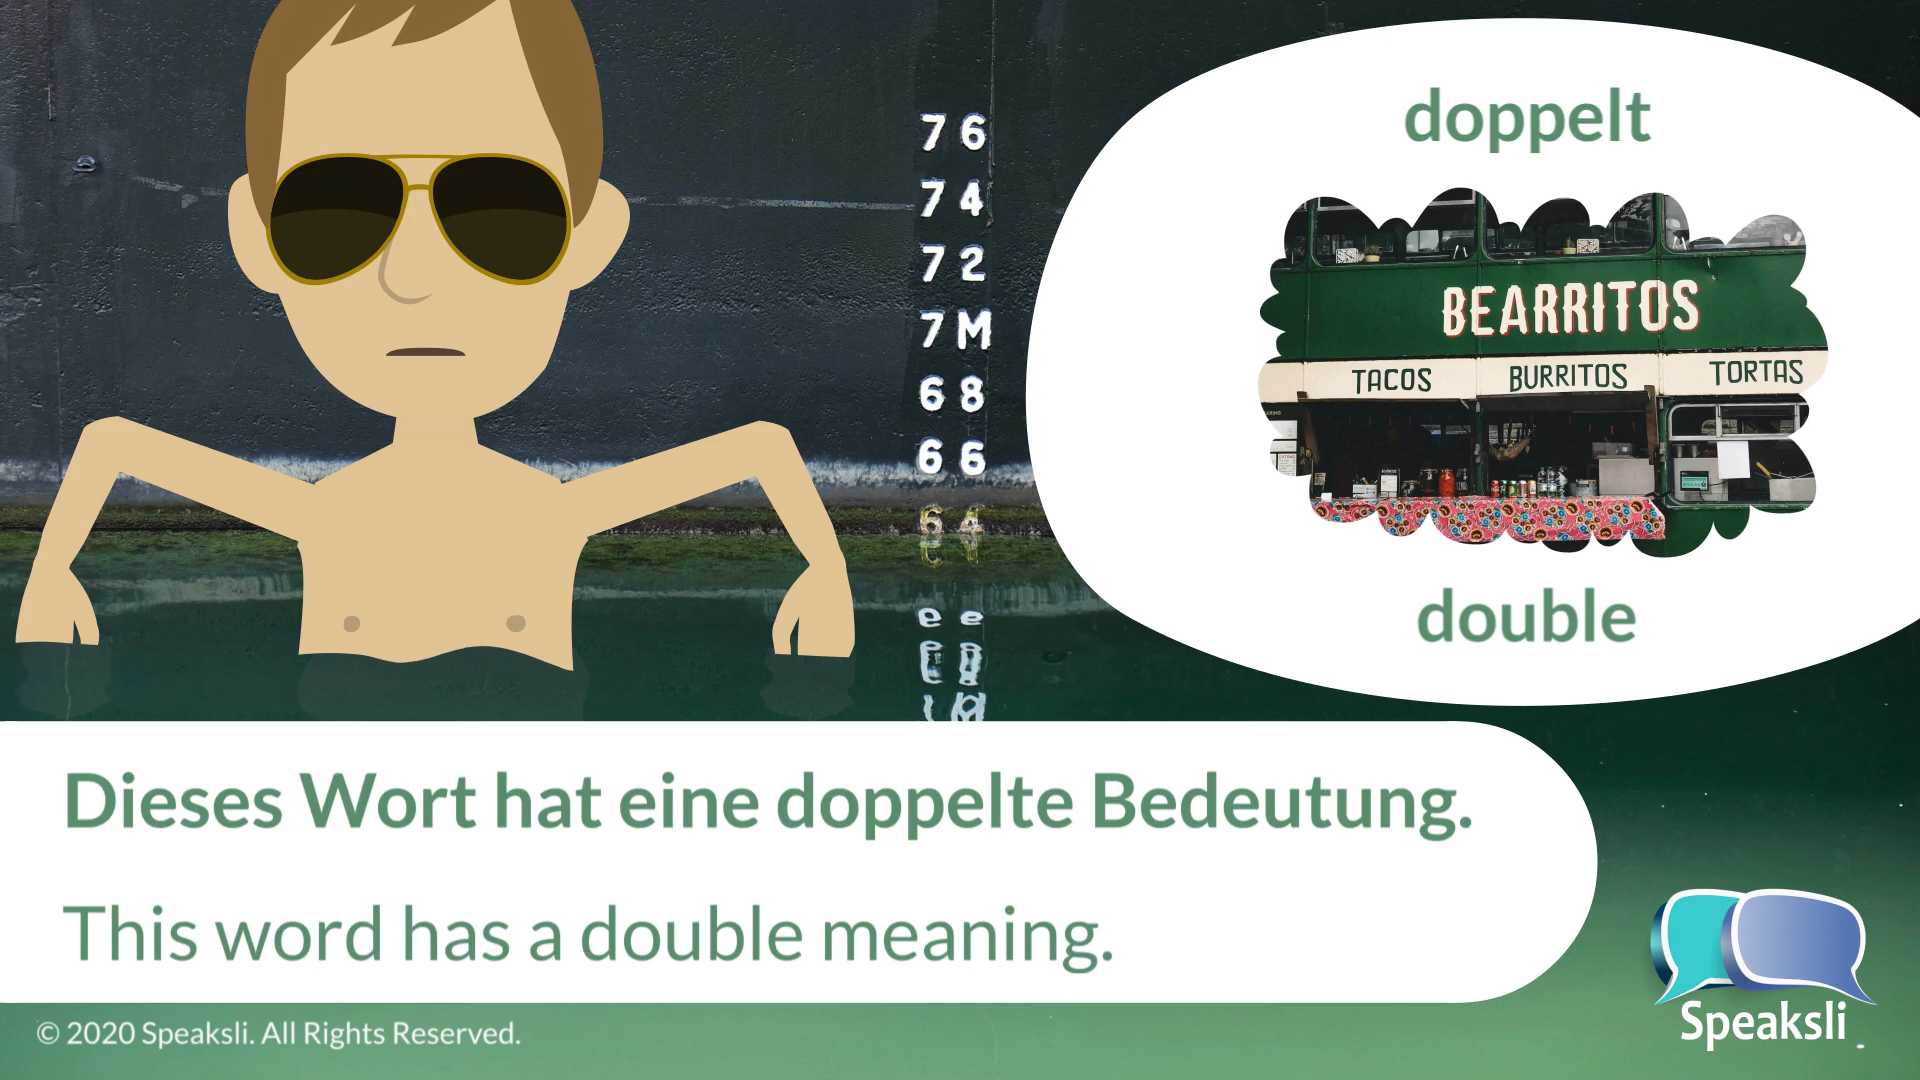 76
74
72
7M
68
66
64
doppelt
BEARRITOS
TACOS BURRITOS TORTAS
double
Dieses Wort hat eine doppelte Bedeutung.
This word has a double meaning.
Speaksli
© 2020 Speaksli. All Rights Reserved.